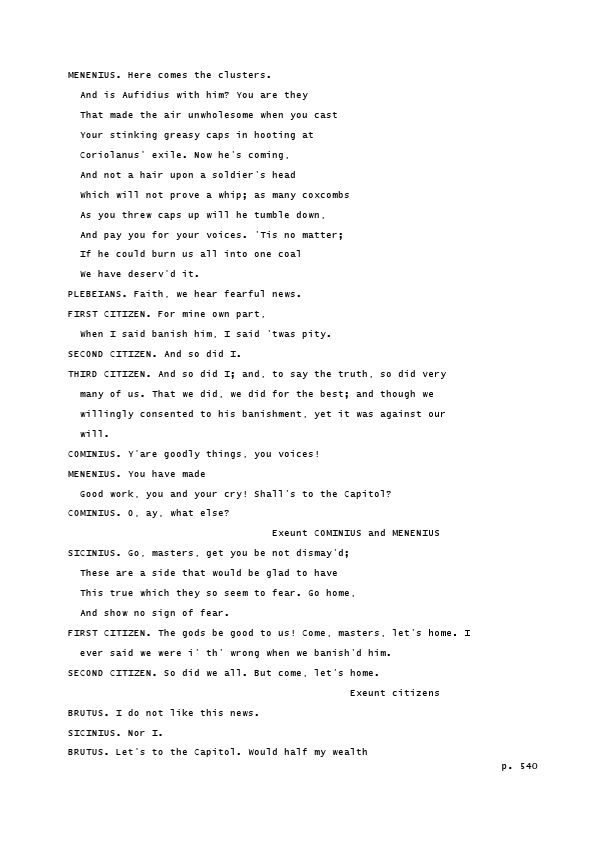 MENENIUS. Here comes the clusters.
And is Aufidius with him? You are they
That made the air unwholesome when you cast
Your stinking greasy caps in hooting at
Coriolanus' exile. Now he's coming,
And not a hair upon a soldier's head
Which will not prove a whip; as many coxcombs
As you threw caps up will he tumble down,
And pay you for your voices. 'Tis no matter;
If he could burn us all into one coal
We have deserv'd it.
PLEBEIANS. Faith, we hear fearful news.
FIRST CITIZEN. For mine own part,
When I said banish him, I said 'twas pity.
SECOND CITIZEN. And so did I.
THIRD CITIZEN. And so did I; and, to say the truth, so did very
many of us. That we did, we did for the best; and though we
willingly consented to his banishment, yet it was against our
will.
COMINIUS. Y'are goodly things, you voices!
MENENIUS. You have made
Good work, you and your cry! Shall's to the Capitol?
COMINIUS. O, ay, what else?
Exeunt COMINIUS and MENENIUS
SICINIUS. Go, masters, get you be not dismay'd;
These are a side that would be glad to have
This true which they so seem to fear. Go home,
And show no sign of fear.
FIRST CITIZEN. The gods be good to us! Come, masters, let's home. I
ever said we were i' th' wrong when we banish'd him.
SECOND CITIZEN. So did we all. But come, let's home.
Exeunt citizens
BRUTUS. I do not like this news.
SICINIUS. Nor I.
BRUTUS. Let's to the Capitol. Would half my wealth
p. 540